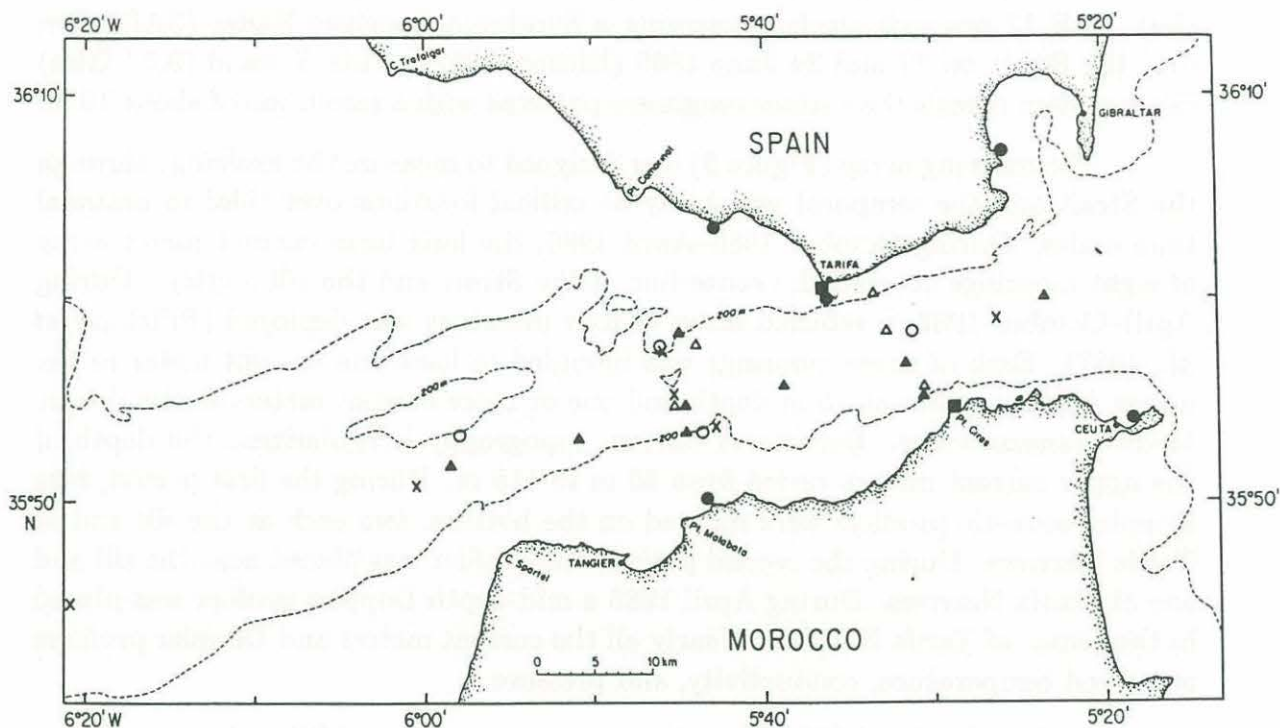 6°20'W
6°00'
5°40'
5°20'
36°10'
36°10'
C. Trafalgar
SPAIN
GIBRALTAR
Pt. Camarinal
TARIFA
200 m
200 m
200
Pt. Cires
CEUTA
35°50'
N
35°50'
Pt. Malabata
Spartel
TANGIER
MOROCCO
0 5 10 km
6°20'W
6°00'
5°40'
5°20'